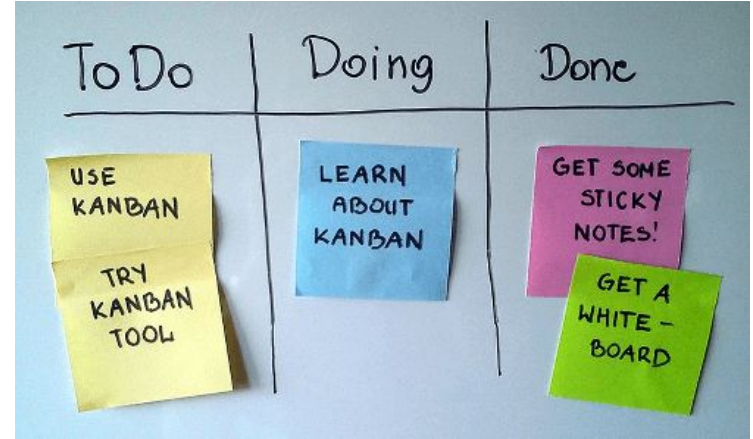 To Do
Doing
Done
USE
KANBAN
TRY
KANBAN
TOOL
LEARN
ABOUT
KANBAN
GET SOME
STICKY
NOTES!
GET A
WHITE-
BOARD